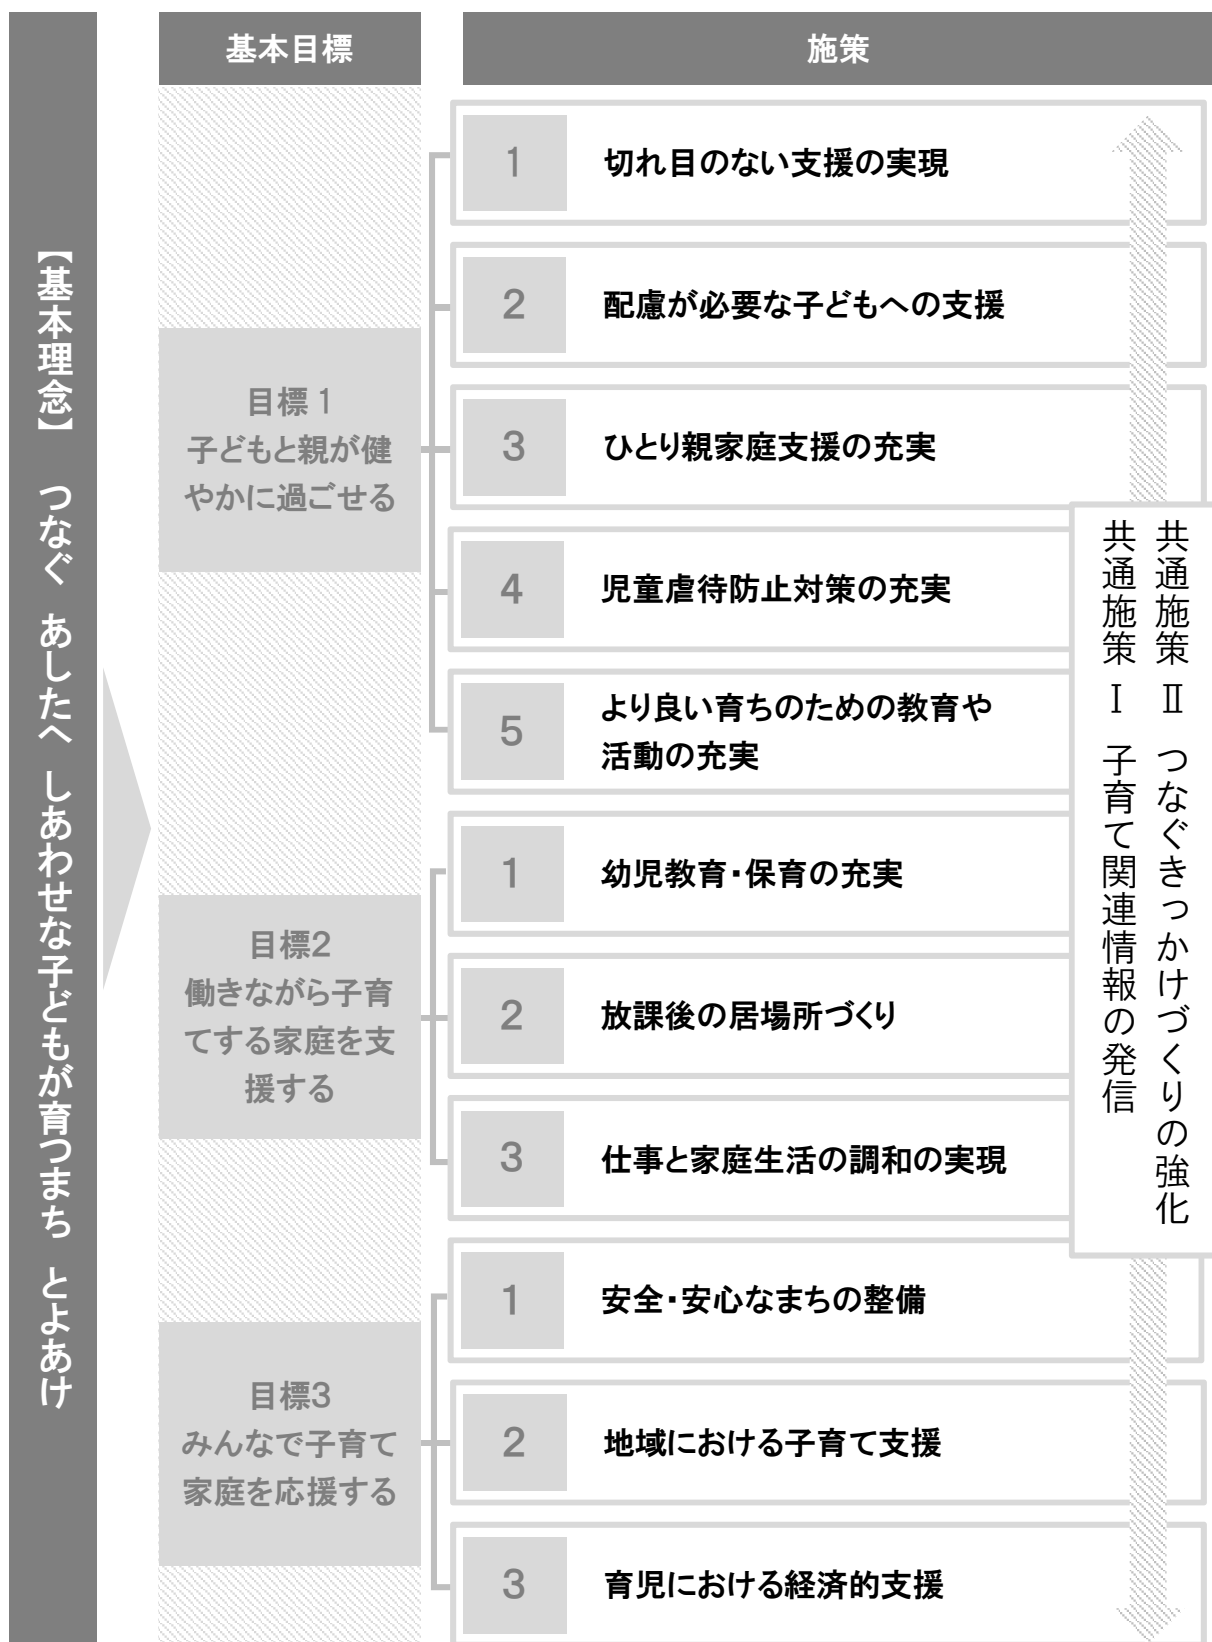 【基本理念】 つなぐ あしたへ しあわせな子どもが育つまち とよあけ
基本目標
施策
目標1
子どもと親が健
やかに過ごせる
1
切れ目のない支援の実現
2
配慮が必要な子どもへの支援
3
ひとり親家庭支援の充実
4
児童虐待防止対策の充実
5
より良い育ちのための教育や
活動の充実
目標2
働きながら子育
てする家庭を支
援する
1
幼児教育・保育の充実
2
放課後の居場所づくり
3
仕事と家庭生活の調和の実現
目標3
みんなで子育て
家庭を応援する
1
安全・安心なまちの整備
2
地域における子育て支援
3
育児における経済的支援
共通施策 Ⅱ つなぐきっかけづくりの強化
共通施策 Ⅰ 子育て関連情報の発信